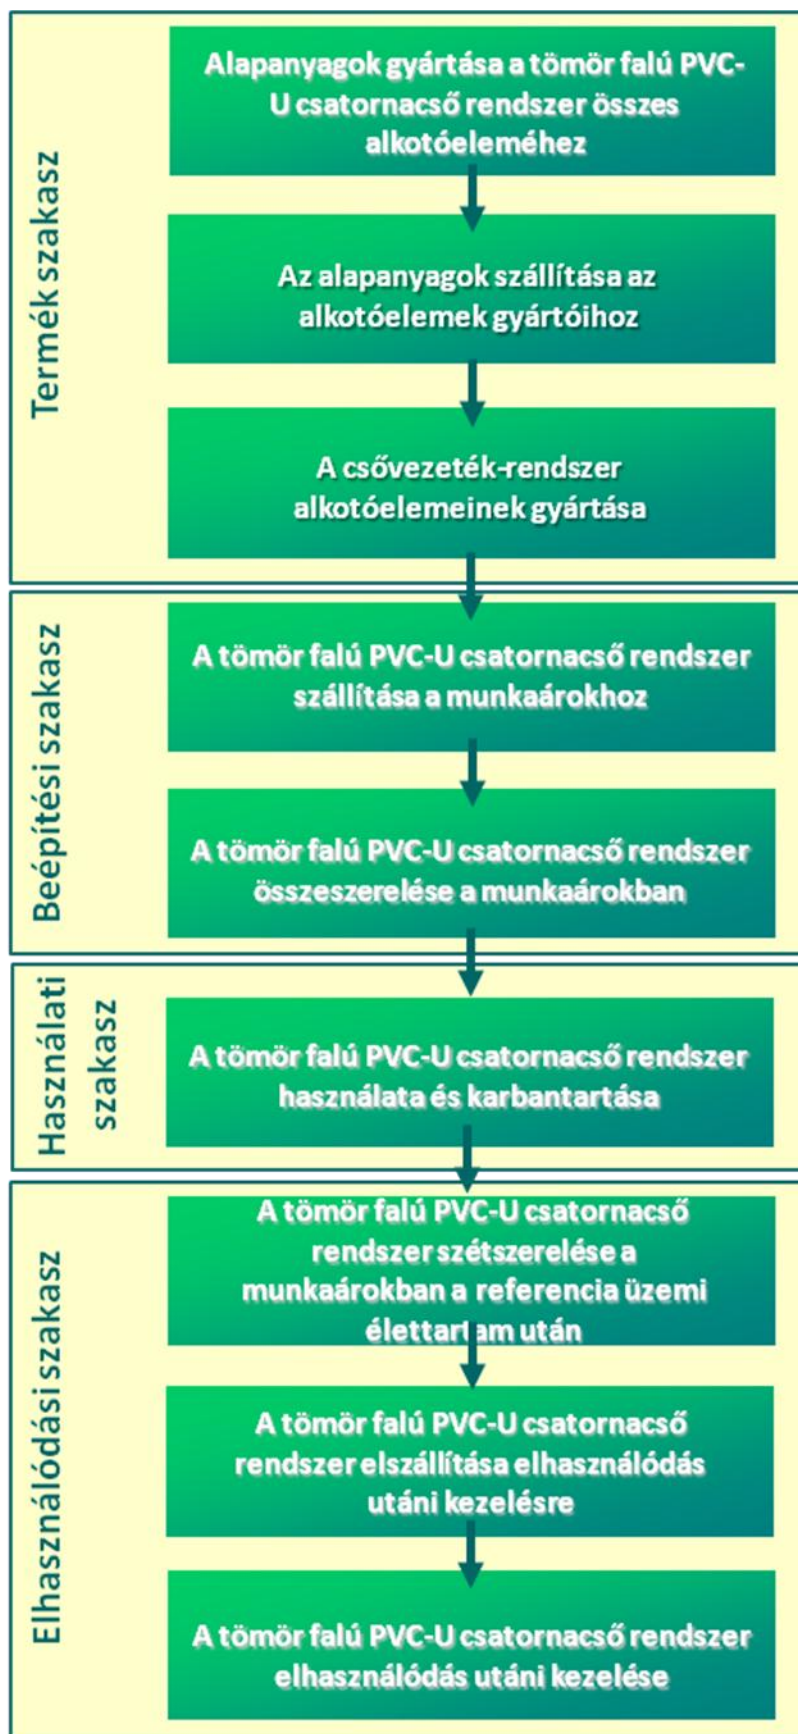 Termék szakasz
Alapanyagok gyártása a tömör falú PVC-
U csatornacső rendszer összes
alkotóeleméhez
Az alapanyagok szállítása az
alkotóelemek gyártóihoz
A csővezeték-rendszer
alkotóelemeinek gyártása
Beépítési szakasz
A tömör falú PVC-U csatornacső rendszer
szállítása a munkaárokhoz
A tömör falú PVC-U csatornacső rendszer
összeszerelése a munkaárokban
Használati
szakasz
A tömör falú PVC-U csatornacső rendszer
használata és karbantartása
Elhasználódási szakasz
A tömör falú PVC-U csatornacső
rendszer szétszerelése a
munkaárokban a referencia üzemi
élettartam után
A tömör falú PVC-U csatornacső
rendszer elszállítása elhasználódás
utáni kezelésre
A tömör falú PVC-U csatornacső rendszer
elhasználódás utáni kezelése